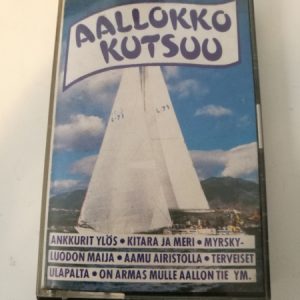 AALLOKKO
KUTSUU
ANKKURIT YLÖS • KITARA JA MERI • MYRSKY-
LUODON MAIJA • AAMU AIRISTOLLA • TERVEISET
ULAPALTA • ON ARMAS MULLE AALLON TIE YM.